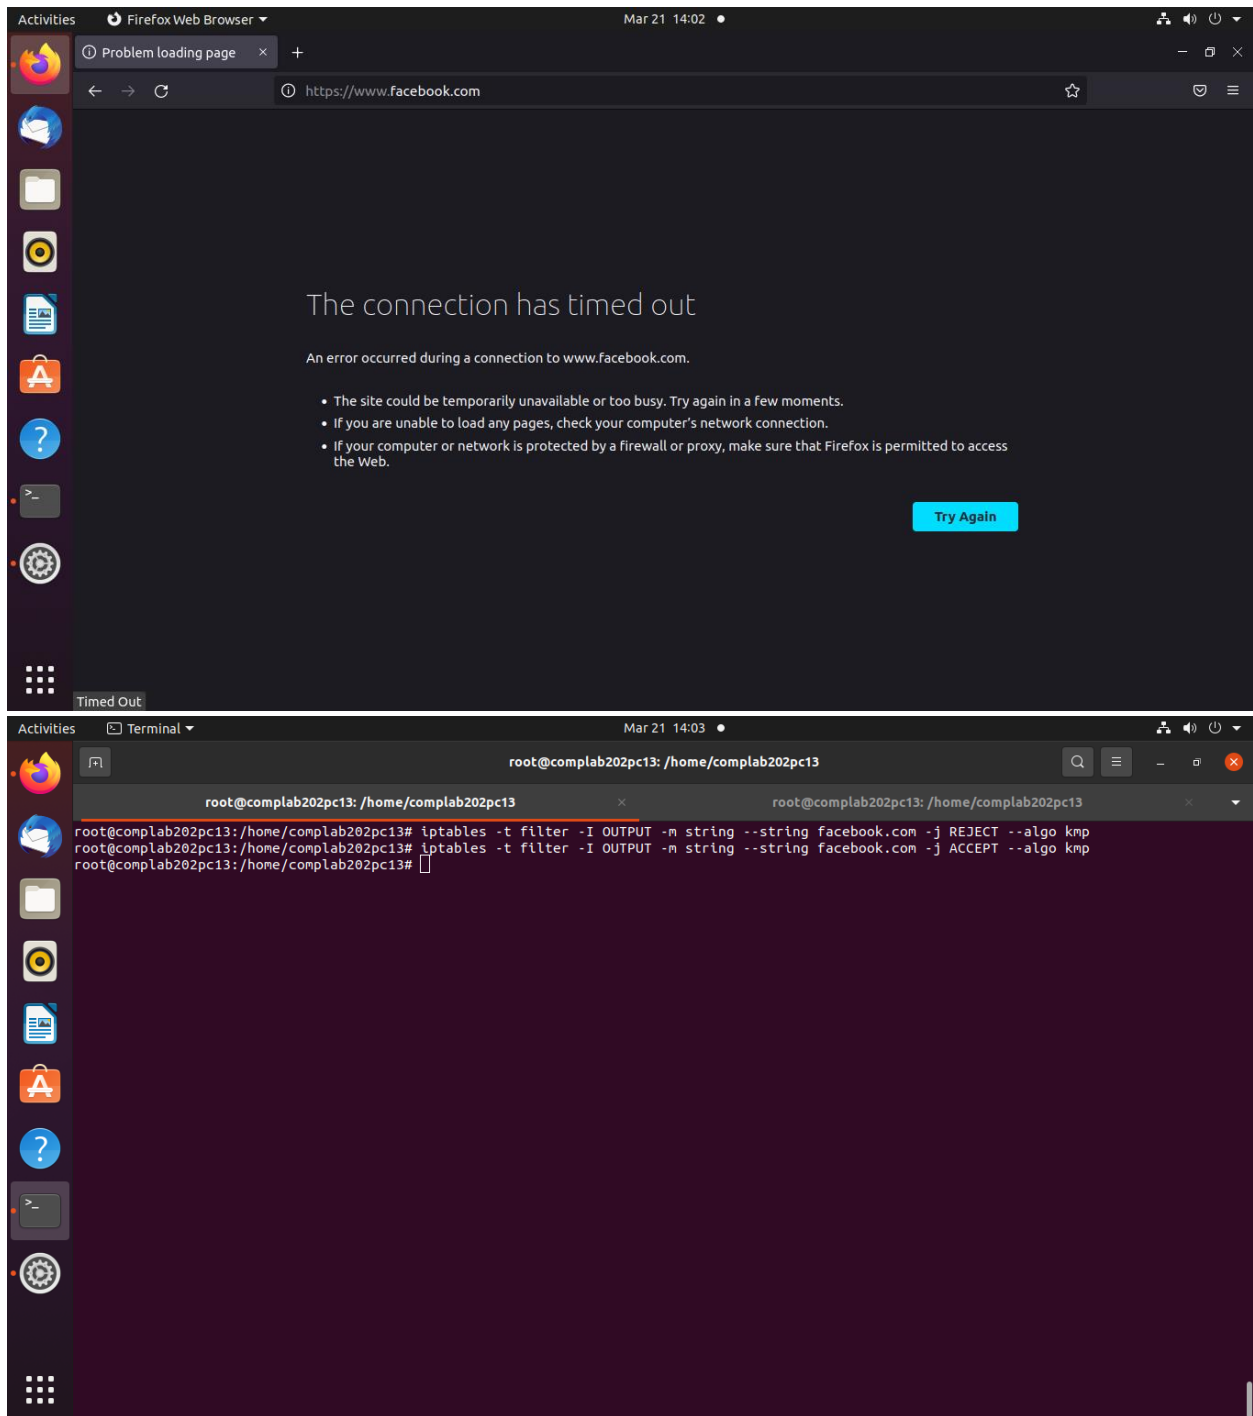 Activities Firefox Web Browser Mar 21 14:02
Problem loading page
https://www.facebook.com
The connection has timed out
An error occurred during a connection to www.facebook.com.
• The site could be temporarily unavailable or too busy. Try again in a few moments.
• If you are unable to load any pages, check your computer's network connection.
• If your computer or network is protected by a firewall or proxy, make sure that Firefox is permitted to access
the Web.
Try Again
Timed Out
Activities Terminal Mar 21 14:03
root@complab202pc13: /home/complab202pc13
root@complab202pc13: /home/complab202pc13 root@complab202pc13: /home/complab202pc13
root@complab202pc13:/home/complab202pc13# iptables -t filter -I OUTPUT -m string --string facebook.com -j REJECT --algo kmp
root@complab202pc13:/home/complab202pc13# iptables -t filter -I OUTPUT -m string --string facebook.com -j ACCEPT --algo kmp
root@complab202pc13:/home/complab202pc13#